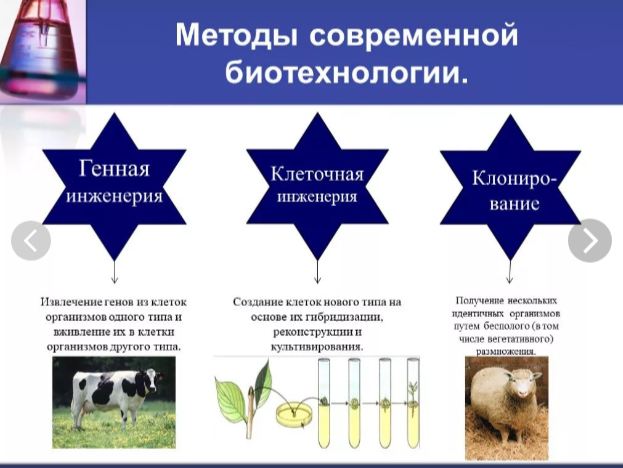 Методы современной
биотехнологии.
Генная
инженерия
Клеточная
инженерия
Клониро-
вание
Извлечение генов из клеток
организмов одного типа и
вживление их в клетки
организмов другого типа.
Создание клеток нового типа на
основе их гибридизации,
реконструкции и
культивирования.
Получение нескольких
идентичных организмов
путем бесполого (в том
числе вегетативного)
размножения.